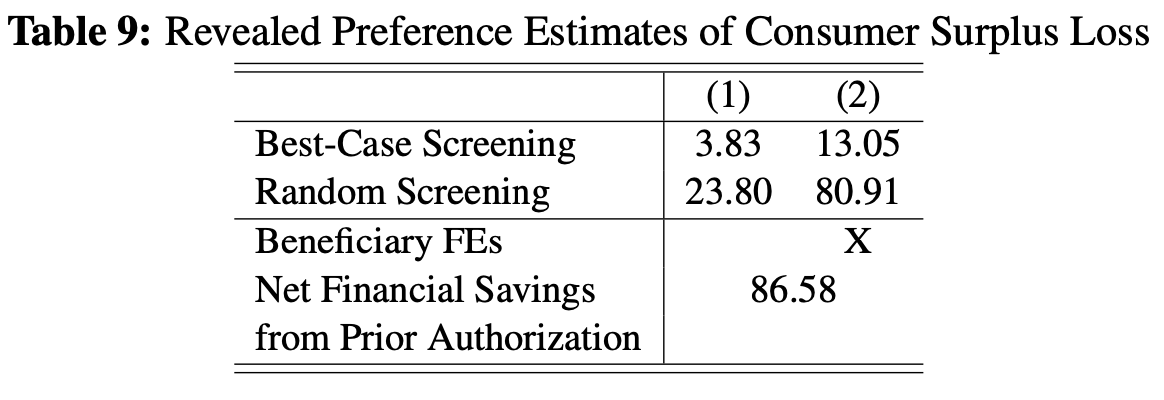 Table 9: Revealed Preference Estimates of Consumer Surplus Loss
(1) (2)
Best-Case Screening 3.83 13.05
Random Screening 23.80 80.91
Beneficiary FEs X
Net Financial Savings 86.58
from Prior Authorization